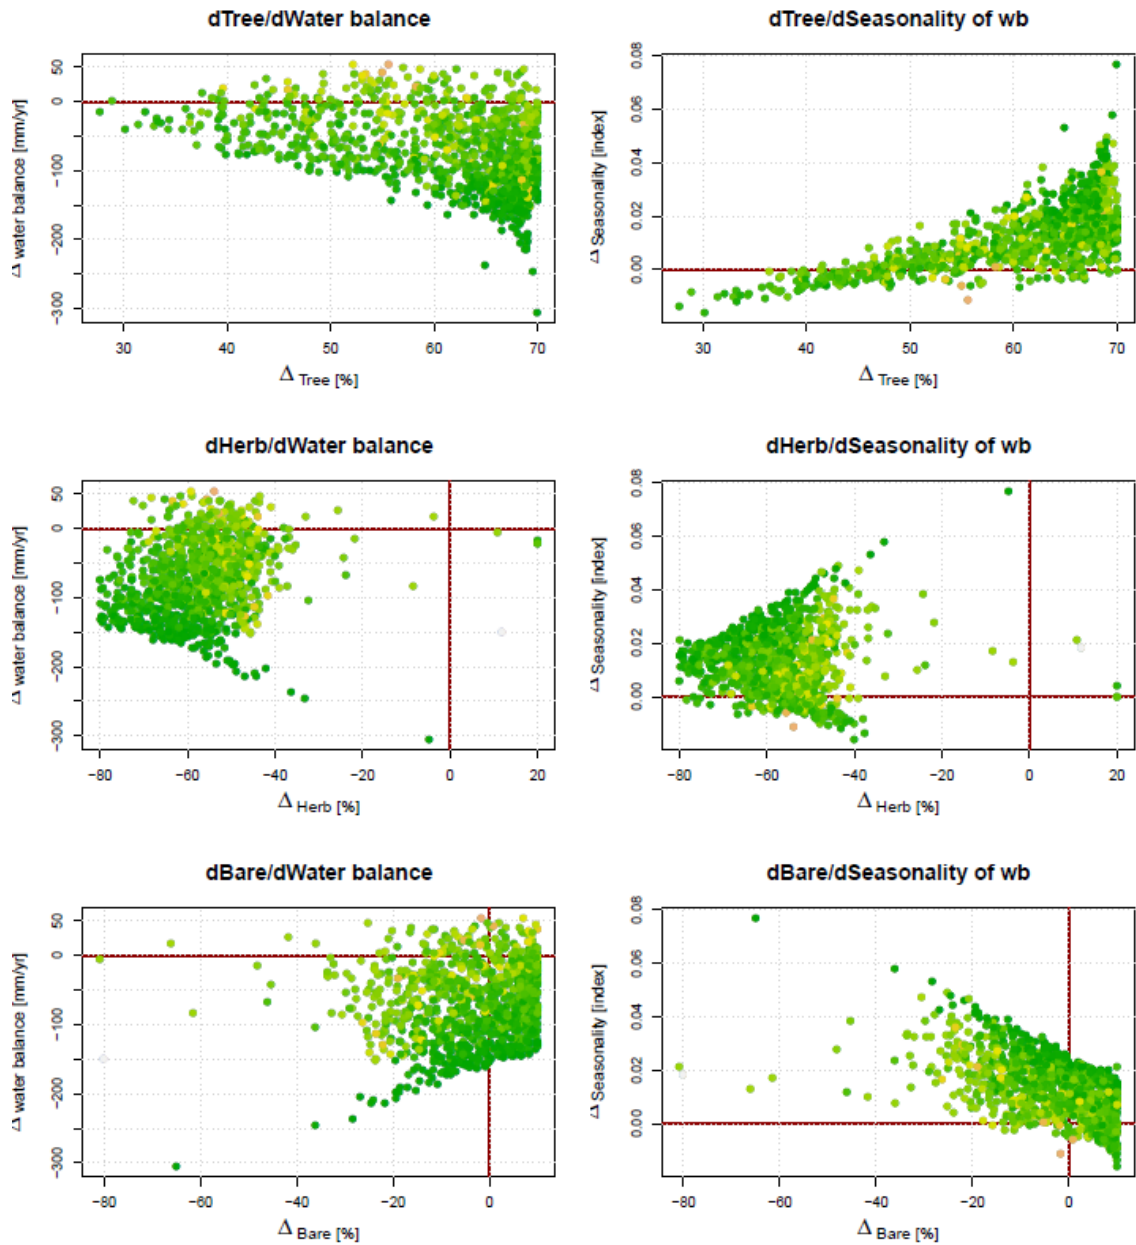 dTree/dWater balance
Δ water balance [mm/yr]
50
0
−100
−200
−300
30 40 50 60 70
Δ Tree [%]
dTree/dSeasonality of wb
Δ Seasonality [index]
0.08
0.06
0.04
0.02
0.00
30 40 50 60 70
Δ Tree [%]
dHerb/dWater balance
Δ water balance [mm/yr]
50
0
−100
−200
−300
−80 −60 −40 −20 0 20
Δ Herb [%]
dHerb/dSeasonality of wb
Δ Seasonality [index]
0.08
0.06
0.04
0.02
0.00
−80 −60 −40 −20 0 20
Δ Herb [%]
dBare/dWater balance
Δ water balance [mm/yr]
50
0
−100
−200
−300
−80 −60 −40 −20 0
Δ Bare [%]
dBare/dSeasonality of wb
Δ Seasonality [index]
0.08
0.06
0.04
0.02
0.00
−80 −60 −40 −20 0
Δ Bare [%]